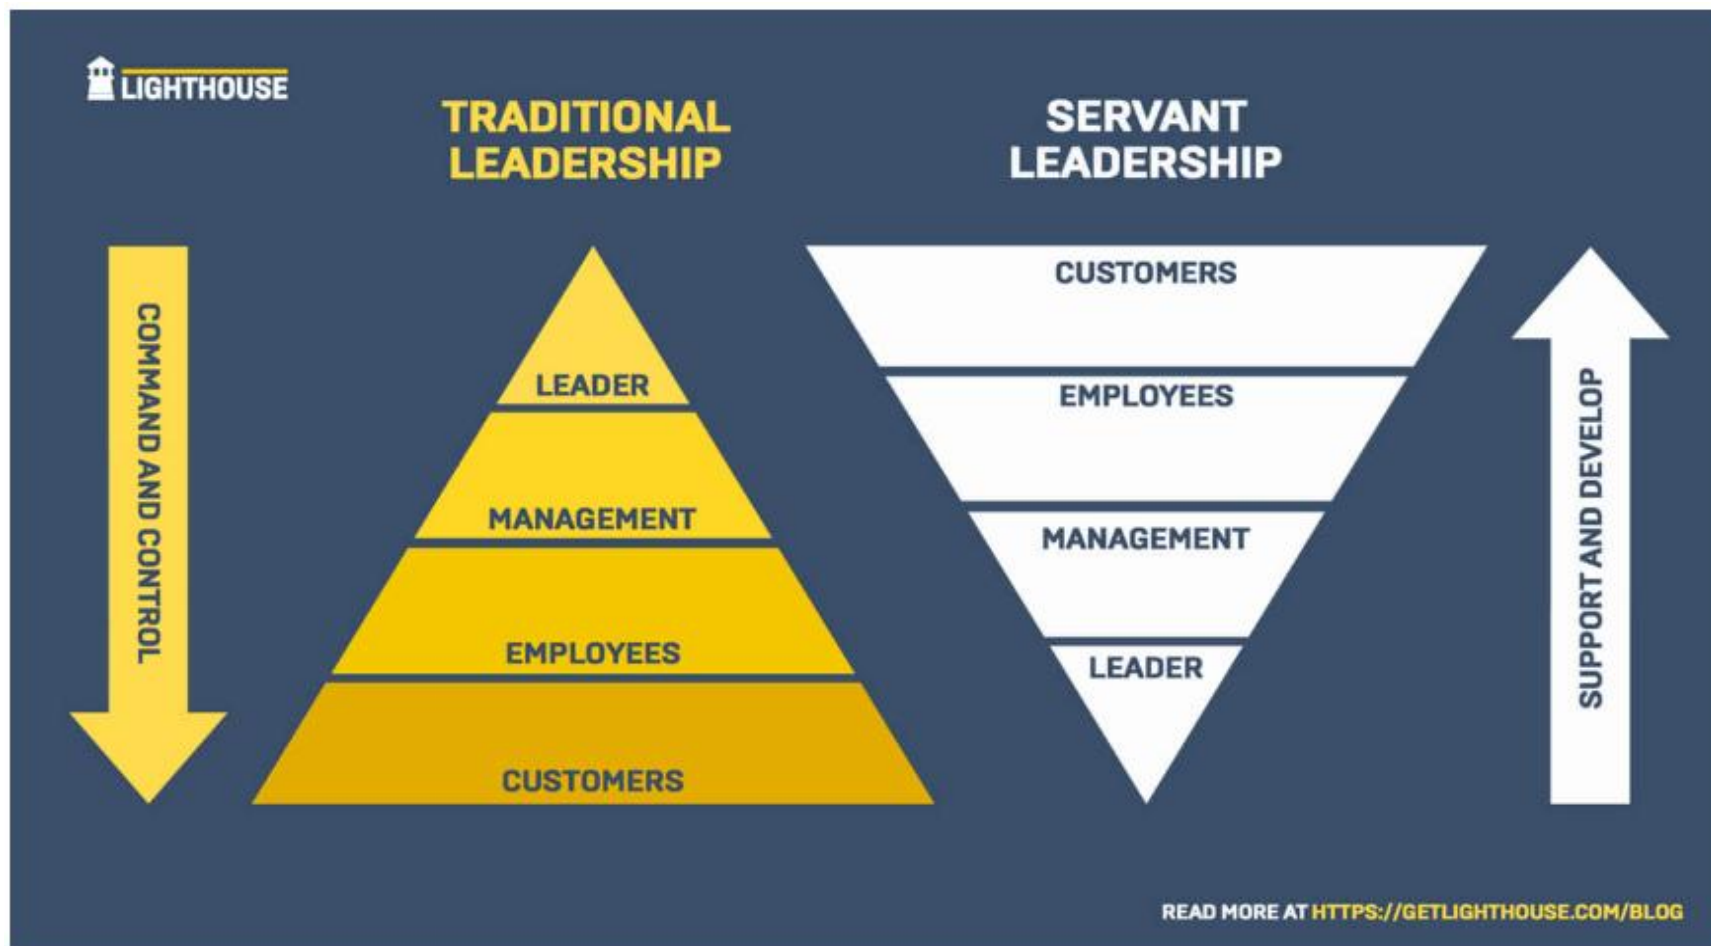 LIGHTHOUSE
TRADITIONAL
LEADERSHIP
SERVANT
LEADERSHIP
COMMAND AND CONTROL
LEADER
MANAGEMENT
EMPLOYEES
CUSTOMERS
CUSTOMERS
EMPLOYEES
MANAGEMENT
LEADER
SUPPORT AND DEVELOP
READ MORE AT HTTPS://GETLIGHTHOUSE.COM/BLOG